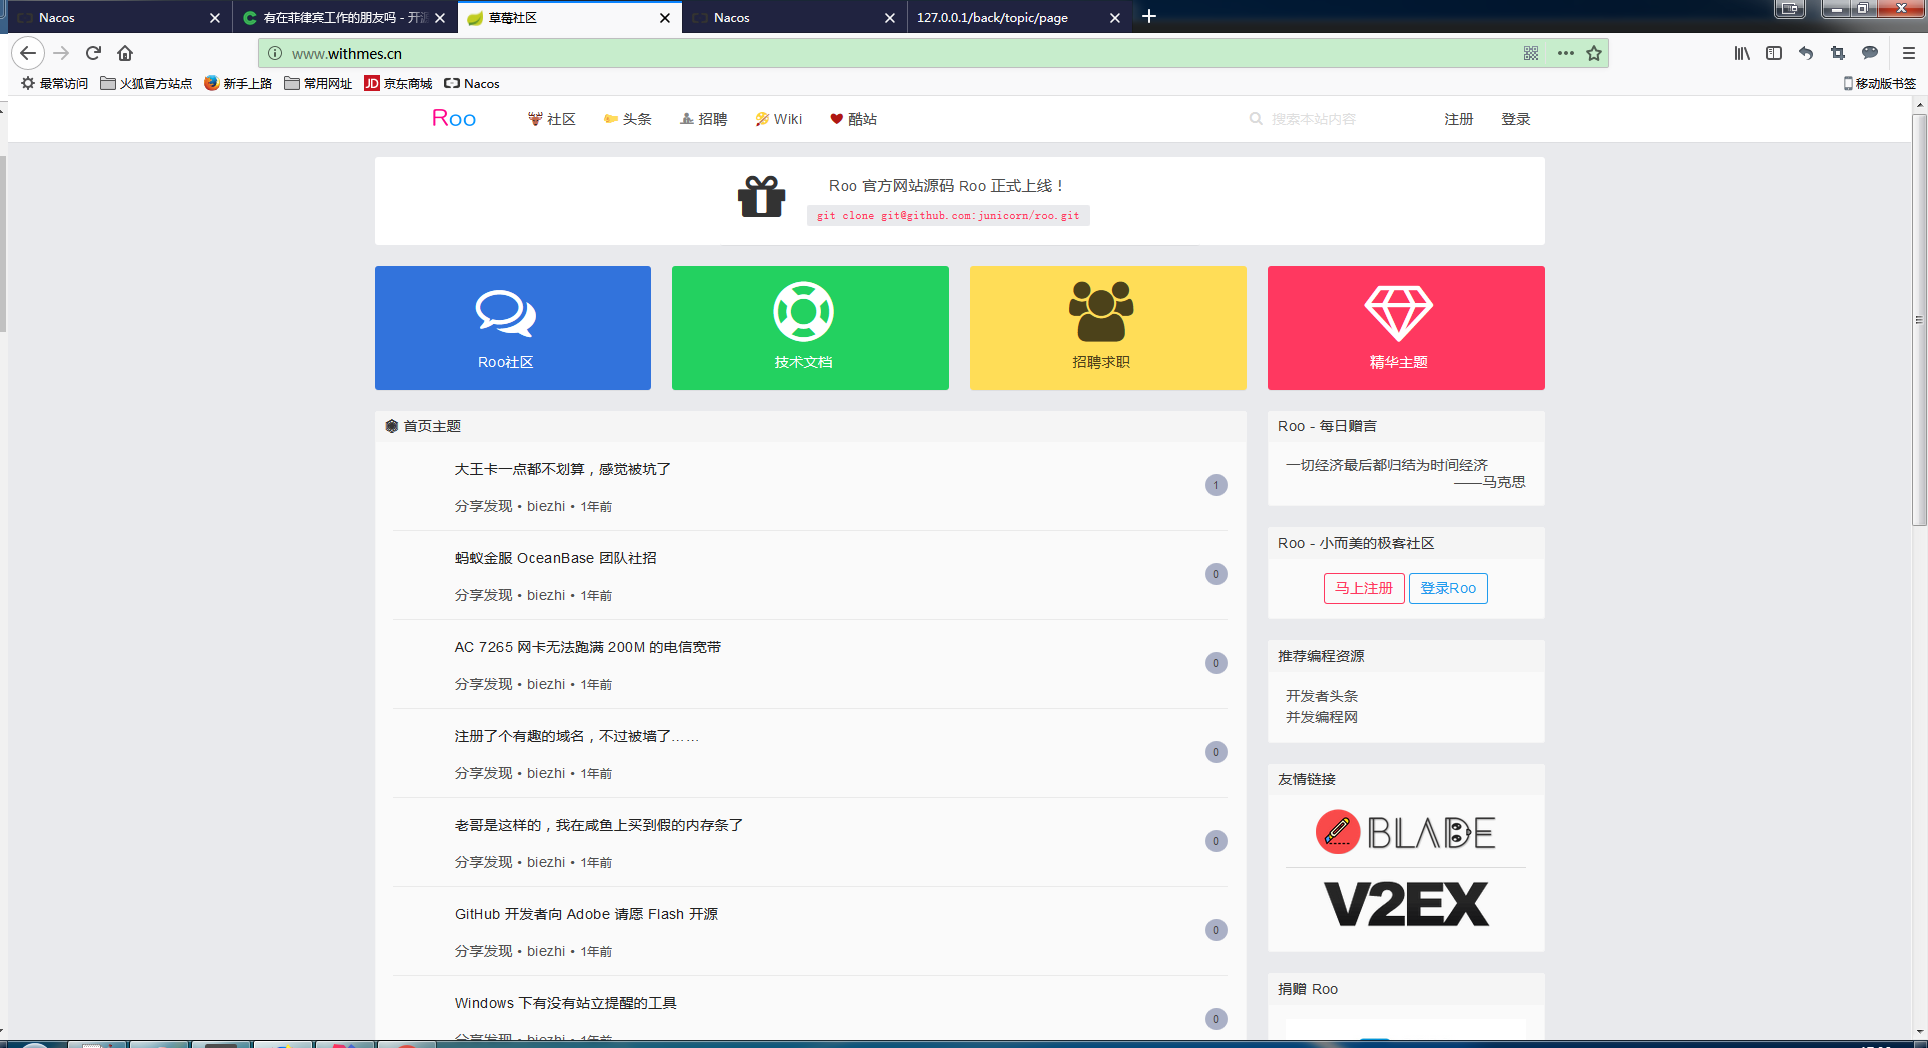 Nacos
有在菲律宾工作的朋友吗 - 开源
草莓社区
Nacos
127.0.0.1/back/topic/page
www.withmes.cn
最常访问
火狐官方站点
新手上路
常用网址
JD 京东商城
Nacos
移动版书签
Roo
社区
头条
招聘
Wiki
酷站
搜索本站内容
注册
登录
Roo 官方网站源码 Roo 正式上线！
git clone git@github.com:junicorn/roo.git
Roo社区
技术文档
招聘求职
精华主题
首页主题
大王卡一点都不划算，感觉被坑了
分享发现 • biezhi • 1年前
1
蚂蚁金服 OceanBase 团队社招
分享发现 • biezhi • 1年前
0
AC 7265 网卡无法跑满 200M 的电信宽带
分享发现 • biezhi • 1年前
0
注册了个有趣的域名，不过被墙了……
分享发现 • biezhi • 1年前
0
老哥是这样的，我在咸鱼上买到假的内存条了
分享发现 • biezhi • 1年前
0
GitHub 开发者向 Adobe 请愿 Flash 开源
分享发现 • biezhi • 1年前
0
Windows 下有没有站立提醒的工具
分享发现 • biezhi • 1年前
0
Roo - 每日赠言
一切经济最后都归结为时间经济
——马克思
Roo - 小而美的极客社区
马上注册
登录Roo
推荐编程资源
开发者头条
并发编程网
友情链接
BLADE
V2EX
捐赠 Roo